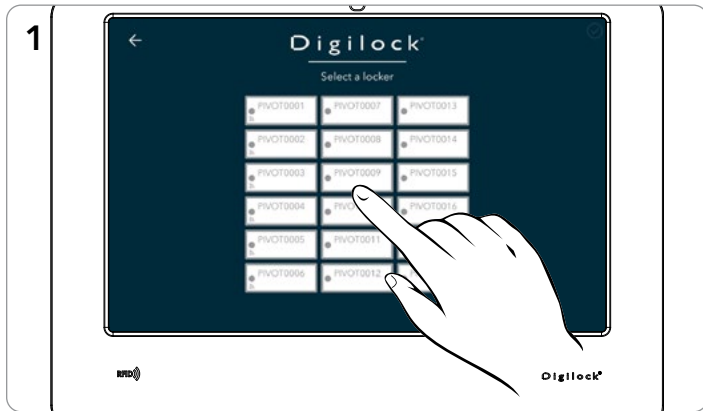 1
Digilock
Select a locker
PIVOT0001 PIVOT0007 PIVOT0013
PIVOT0002 PIVOT0008 PIVOT0014
PIVOT0003 PIVOT0009 PIVOT0015
PIVOT0004 PIVOT0016
PIVOT0005 PIVOT0011
PIVOT0006 PIVOT0012
RFID Digilock®